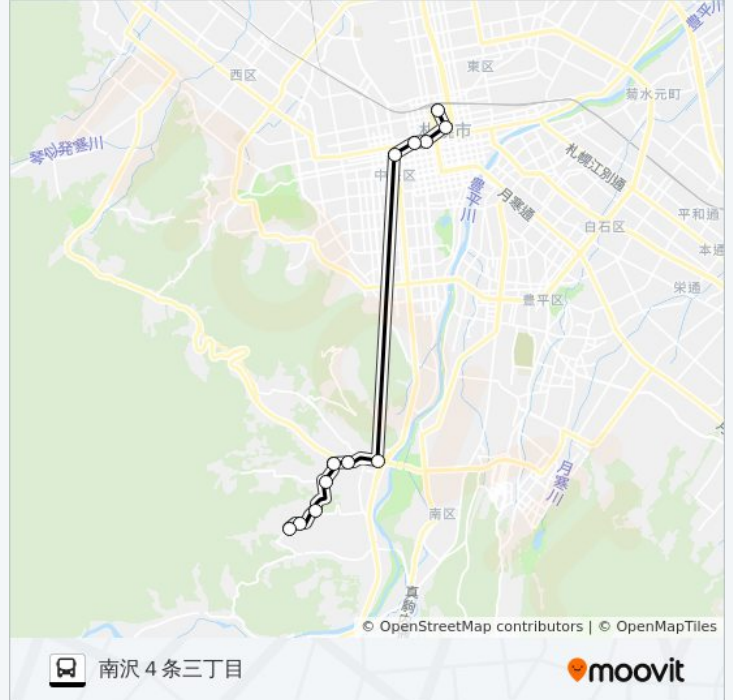 豊平川
東区
西区
菊水元町
札幌市
琴似発寒川
札幌江別通
中央区
豊平川
月寒通
平和通
白石区
本通
栄通
豊平区
月寒川
南区
真駒
© OpenStreetMap contributors | © OpenMapTiles
南沢４条三丁目
moovit